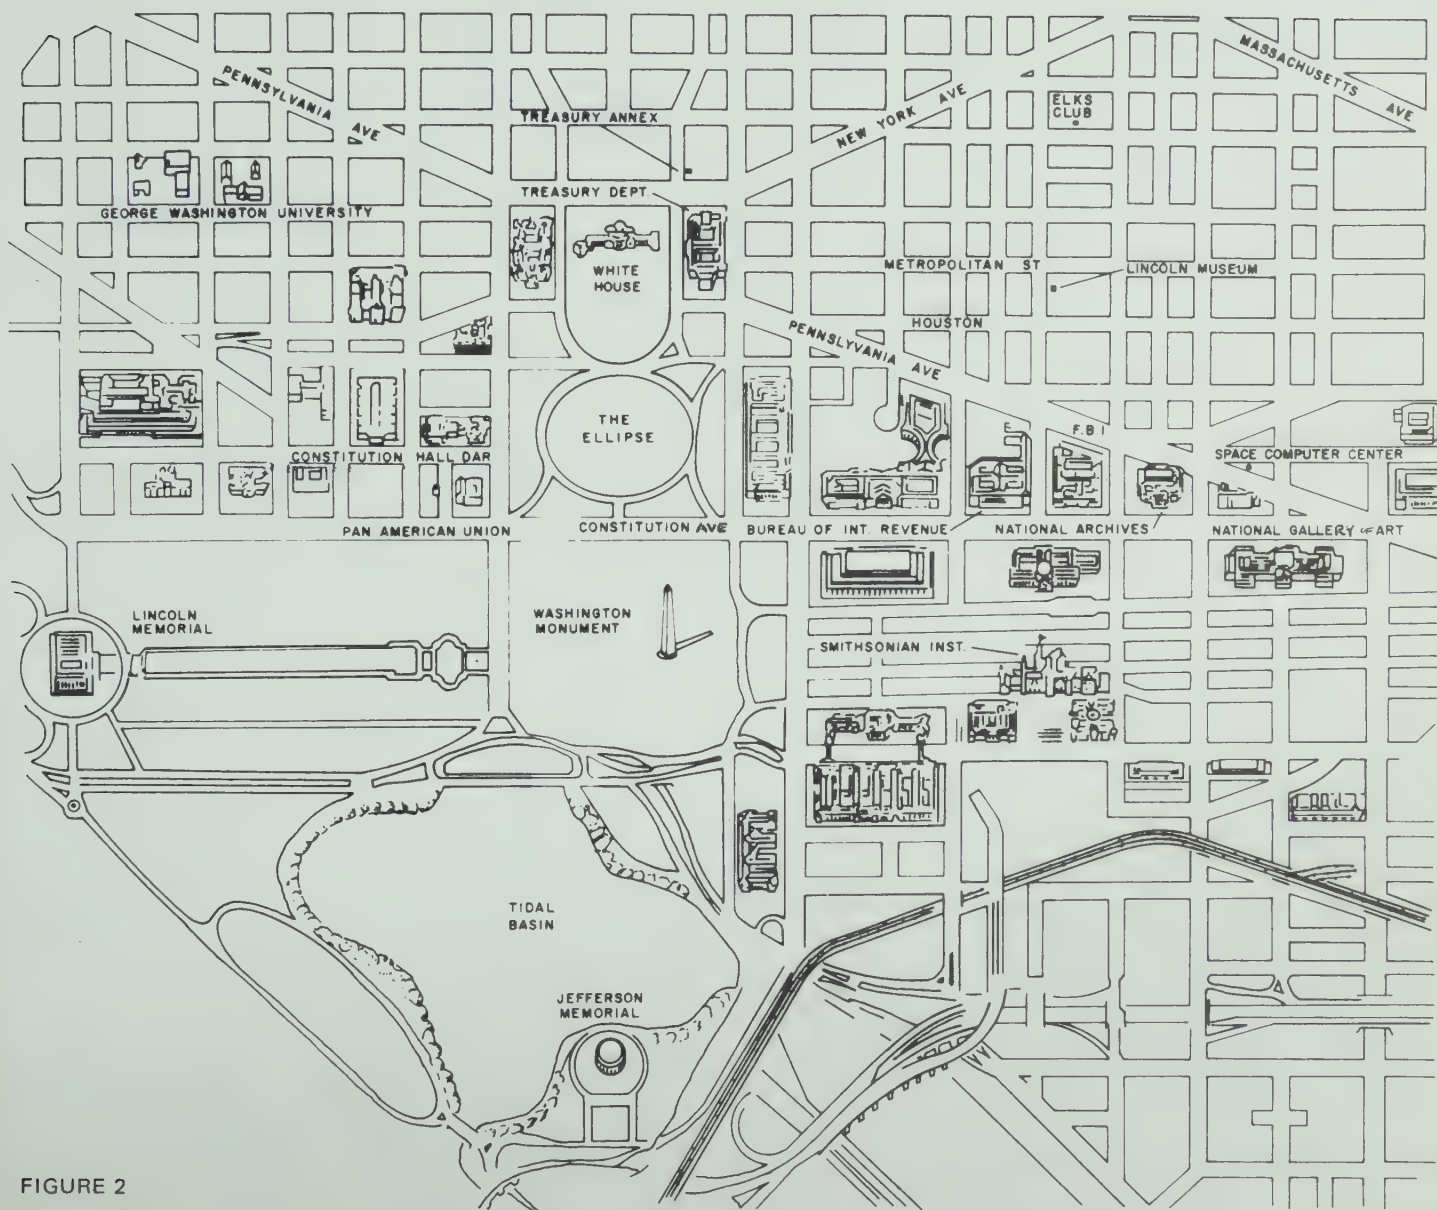 MASSACHUSETTS AVE
PENNSYLVANIA AVE
NEW YORK AVE
ELKS
CLUB
TREASURY ANNEX
TREASURY DEPT.
GEORGE WASHINGTON UNIVERSITY
WHITE
HOUSE
METROPOLITAN ST
LINCOLN MUSEUM
HOUSTON
PENNSLYVANIA AVE
THE
ELLIPSE
E
F.B I
CONSTITUTION HALL DAR
SPACE COMPUTER CENTER
PAN AMERICAN UNION
CONSTITUTION AVE
BUREAU OF INT. REVENUE
NATIONAL ARCHIVES
NATIONAL GALLERY OF ART
LINCOLN
MEMORIAL
WASHINGTON
MONUMENT
SMITHSONIAN INST.
TIDAL
BASIN
JEFFERSON
MEMORIAL
FIGURE 2